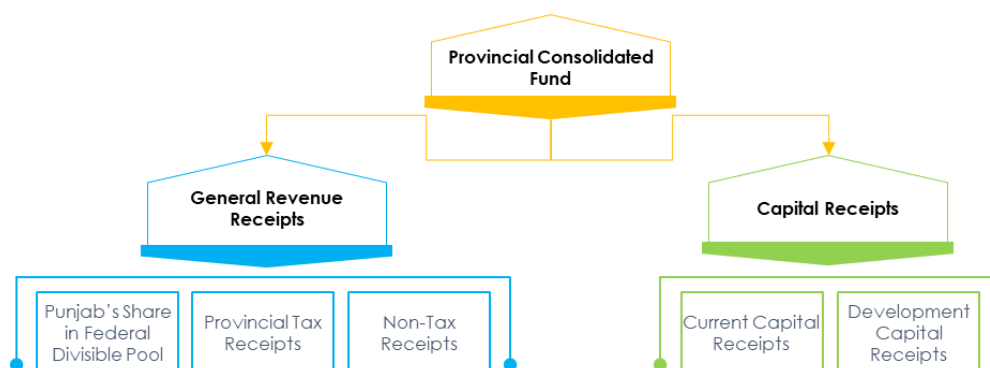 Provincial Consolidated
Fund
General Revenue
Receipts
Capital Receipts
Punjab's Share
in Federal
Divisible Pool
Provincial Tax
Receipts
Non-Tax
Receipts
Current Capital
Receipts
Development
Capital
Receipts